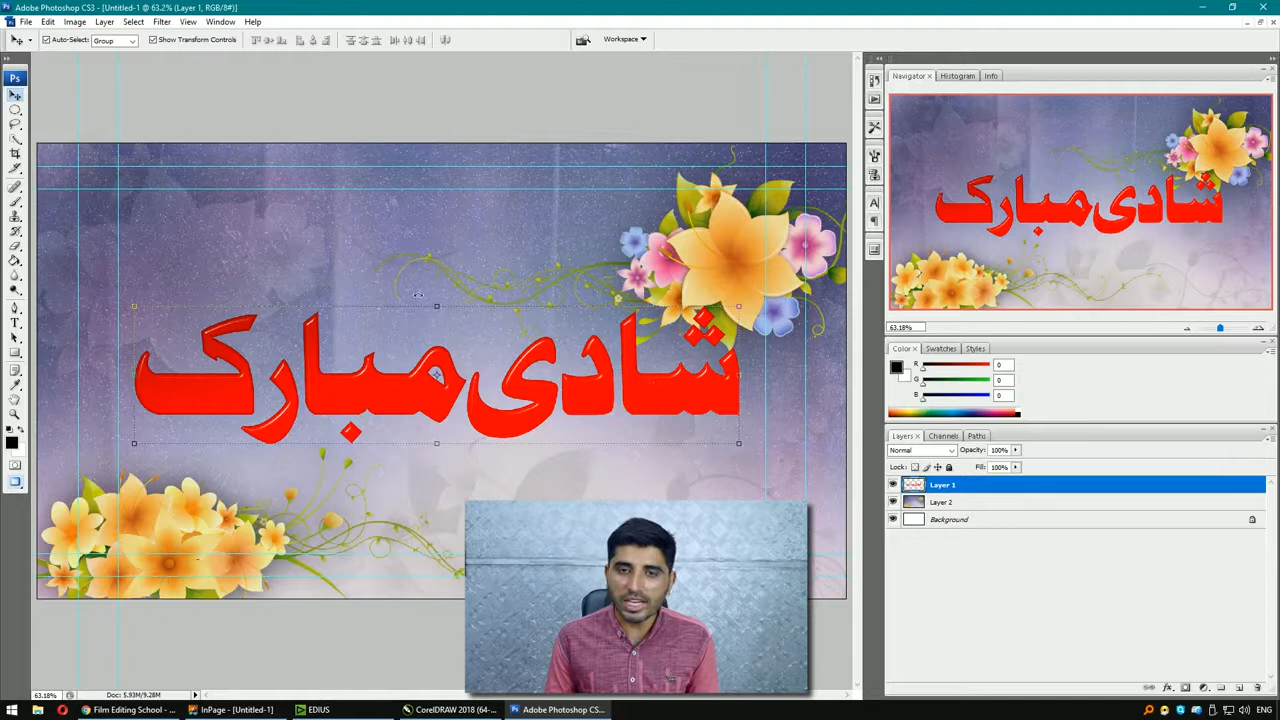 Adobe Photoshop CS3 - [Untitled-1 @ 63.2% (Layer 1, RGB/8#)]
File Edit Image Layer Select Filter View Window Help
Auto-Select: Group Show Transform Controls Workspace
Navigator Histogram Info
شادی مبارک
شادی مبارک
63.18%
Color Swatches Styles
R 0
G 0
B 0
Layers Channels Paths
Normal Opacity: 100%
Lock: Fill: 100%
Layer 1
Layer 2
Background
63.18% Doc: 5.93M/9.28M
Film Editing School - ... InPage - [Untitled-1] EDIUS CorelDRAW 2018 (64-... Adobe Photoshop CS... ENG